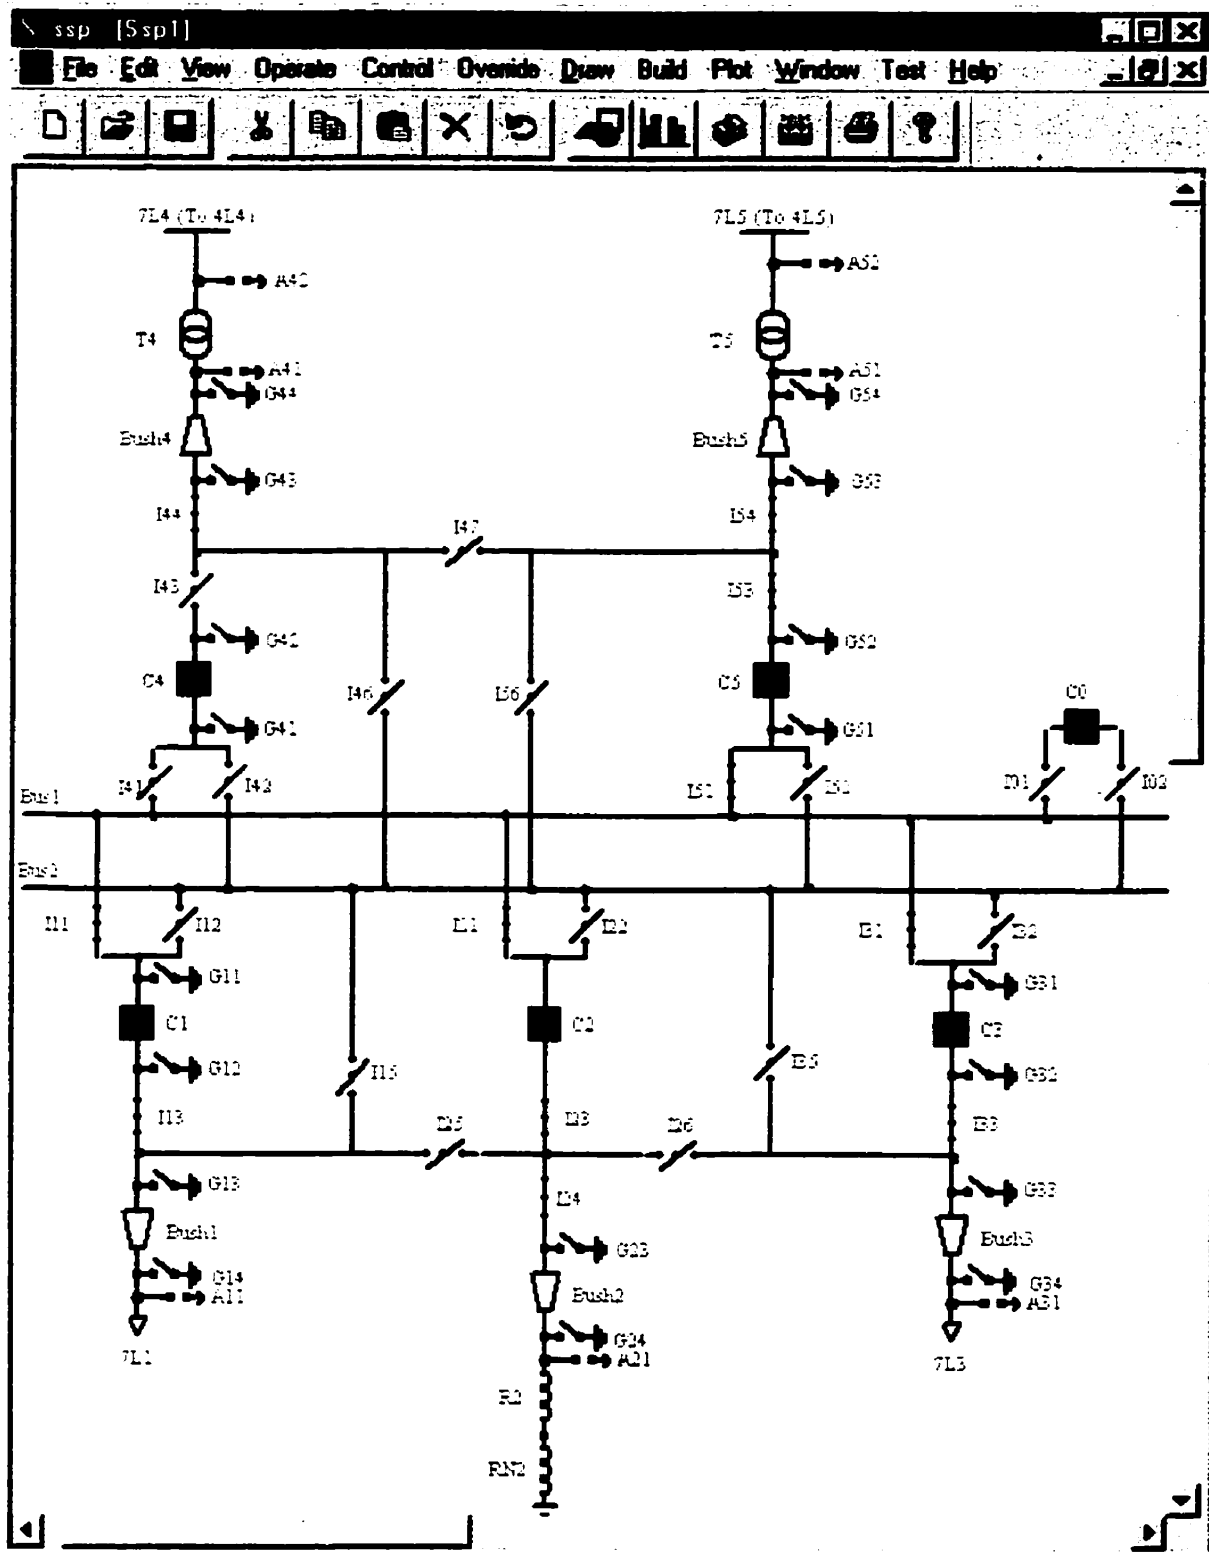 ssp [Ssp1]
File Edit View Operate Control Override Draw Build Plot Window Test Help
7L4 (To 4L4) 7L5 (To 4L5)
A42 A52
T4 T5
A41 A51
G44 G54
Bush4 Bush5
G43 G53
I44 I54
I47
I43 I53
G42 G52
C4 I46 I56 C5 C0
G41 G51
I41 I42 I52 I01 I02
Bus1
Bus2
I11 I12 I21 I22 I31 I32
G11 G31
C1 C2
G12 G32
I15 I35
I13 I23 I33
I25 I26
G13 I24 G33
Bush1 Bush3
G23
G14 Bush2 G34
A11 A31
G24
7L1 A21 7L3
R2
RN2